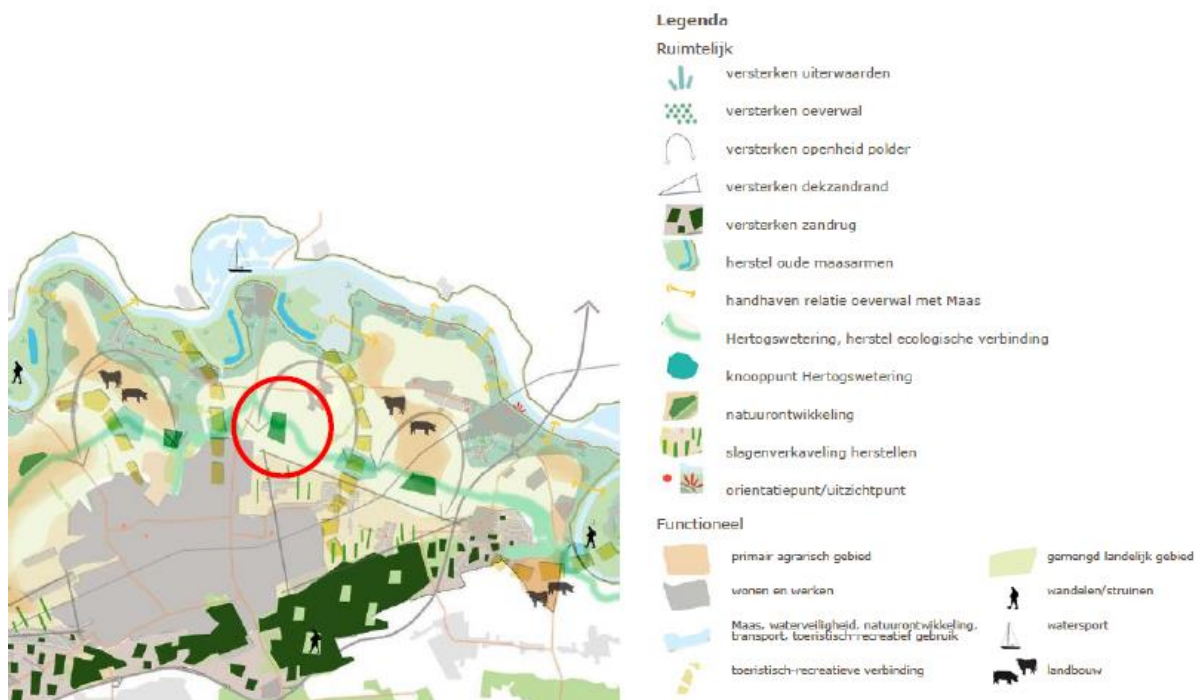 Legenda
Ruimtelijk
versterken uiterwaarden
versterken oeverwal
versterken openheid polder
versterken dekzandrand
versterken zandrug
herstel oude maasarmen
handhaven relatie oeverwal met Maas
Hertogswetering, herstel ecologische verbinding
knooppunt Hertogswetering
natuurontwikkeling
slagenverkaveling herstellen
orientatiepunt/uitzichtpunt
Functioneel
primair agrarisch gebied
wonen en werken
Maas, waterveiligheid, natuurontwikkeling,
transport, toeristisch-recreatief gebruik
toeristisch-recreatieve verbinding
gemengd landelijk gebied
wandelen/struinen
watersport
landbouw